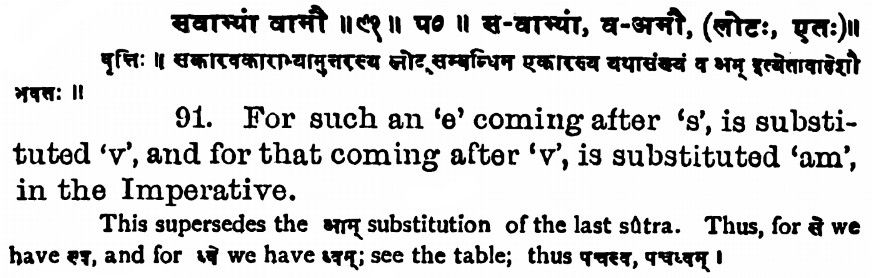 सवाभ्यां वामौ ॥९१॥ प० ॥ स-वाभ्यां, व-अमौ, (लोटः, एतः)॥
वृत्तिः ॥ सकारवकाराभ्यामुत्तरस्य लोट् सम्बन्धिन एकारस्य यथासंख्यं व अम् इत्येतावादेशौ
भवतः ॥
91. For such an ‘e’ coming after ‘s’, is substi-
tuted ‘v’, and for that coming after ‘v’, is substituted ‘am’,
in the Imperative.
This supersedes the आम् substitution of the last sûtra. Thus, for से we
have स्व, and for ध्वे we have ध्वम्; see the table; thus पचस्व, पचध्वम् ।